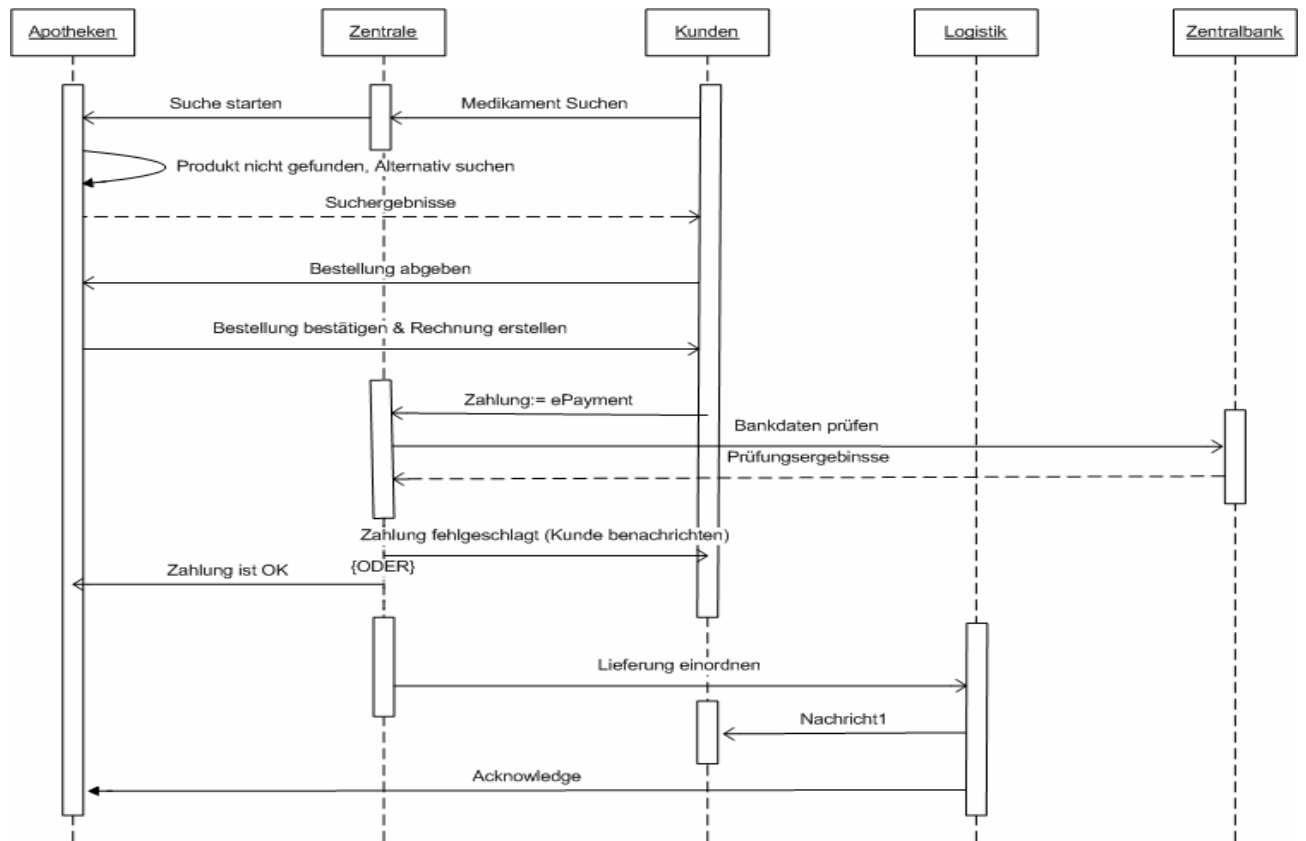 Apotheken
Zentrale
Kunden
Logistik
Zentralbank
Suche starten
Medikament Suchen
Produkt nicht gefunden, Alternativ suchen
Suchergebnisse
Bestellung abgeben
Bestellung bestätigen & Rechnung erstellen
Zahlung:= ePayment
Bankdaten prüfen
Prüfungsergebinsse
Zahlung fehlgeschlagt (Kunde benachrichten)
{ODER}
Zahlung ist OK
Lieferung einordnen
Nachricht1
Acknowledge